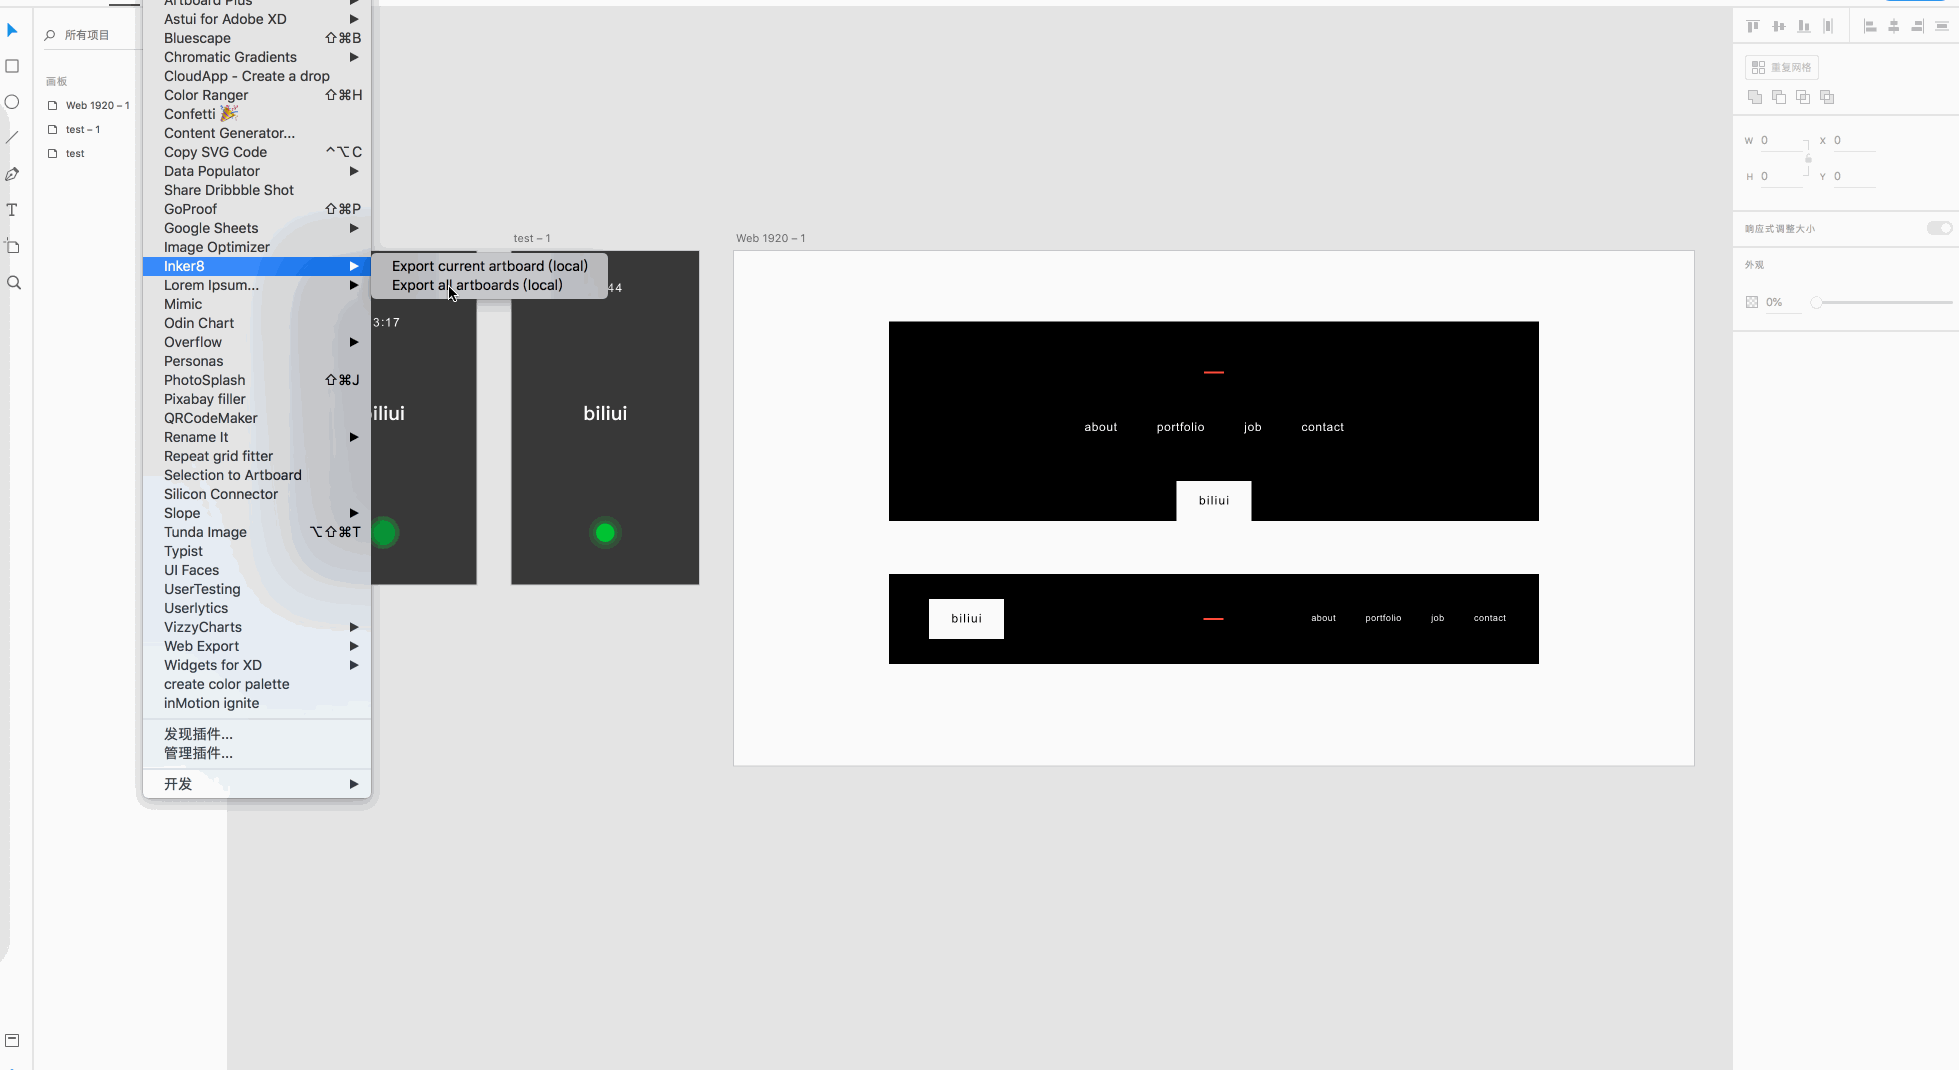 所有项目
画板
Web 1920 – 1
test – 1
test
Artboard Plus
Astui for Adobe XD
Bluescape ⇧⌘B
Chromatic Gradients
CloudApp - Create a drop
Color Ranger ⇧⌘H
Confetti 🎉
Content Generator...
Copy SVG Code ^⌥C
Data Populator
Share Dribbble Shot
GoProof ⇧⌘P
Google Sheets
Image Optimizer
Inker8
Lorem Ipsum...
Mimic
Odin Chart
Overflow
Personas
PhotoSplash ⇧⌘J
Pixabay filler
QRCodeMaker
Rename It
Repeat grid fitter
Selection to Artboard
Silicon Connector
Slope
Tunda Image ⌥⇧⌘T
Typist
UI Faces
UserTesting
Userlytics
VizzyCharts
Web Export
Widgets for XD
create color palette
inMotion ignite
发现插件...
管理插件...
开发
Export current artboard (local)
Export all artboards (local)
3:17
iliui
test – 1
44
biliui
Web 1920 – 1
about portfolio job contact
biliui
biliui
about portfolio job contact
重复网格
W 0 X 0
H 0 Y 0
响应式调整大小
外观
0%